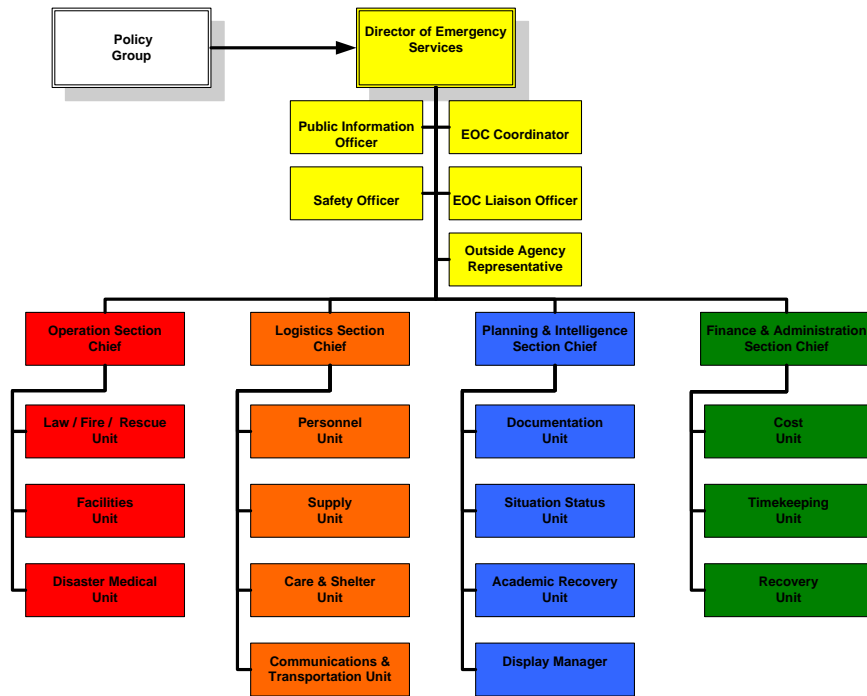 Policy
Group
Director of Emergency
Services
Public Information
Officer
EOC Coordinator
Safety Officer
EOC Liaison Officer
Outside Agency
Representative
Operation Section
Chief
Logistics Section
Chief
Planning & Intelligence
Section Chief
Finance & Administration
Section Chief
Law / Fire / Rescue
Unit
Personnel
Unit
Documentation
Unit
Cost
Unit
Facilities
Unit
Supply
Unit
Situation Status
Unit
Timekeeping
Unit
Disaster Medical
Unit
Care & Shelter
Unit
Academic Recovery
Unit
Recovery
Unit
Communications &
Transportation Unit
Display Manager